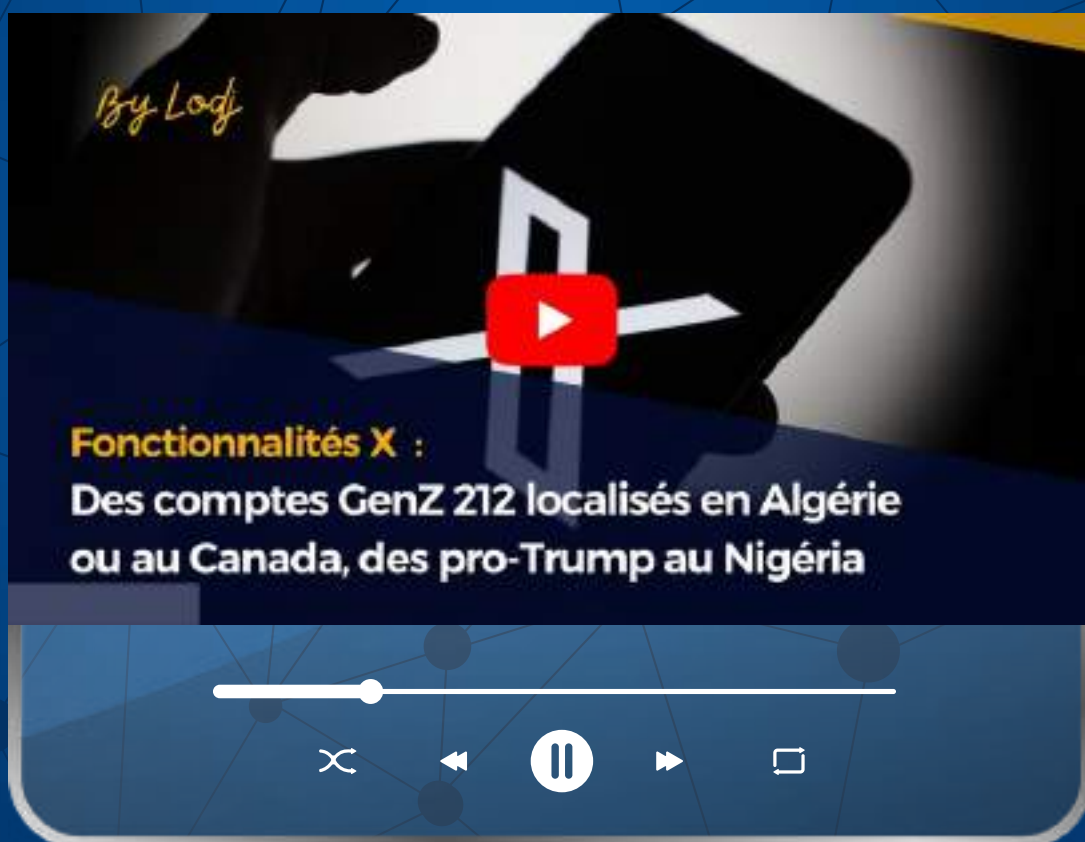 By Lodj
Fonctionnalités X :
Des comptes GenZ 212 localisés en Algérie
ou au Canada, des pro-Trump au Nigéria